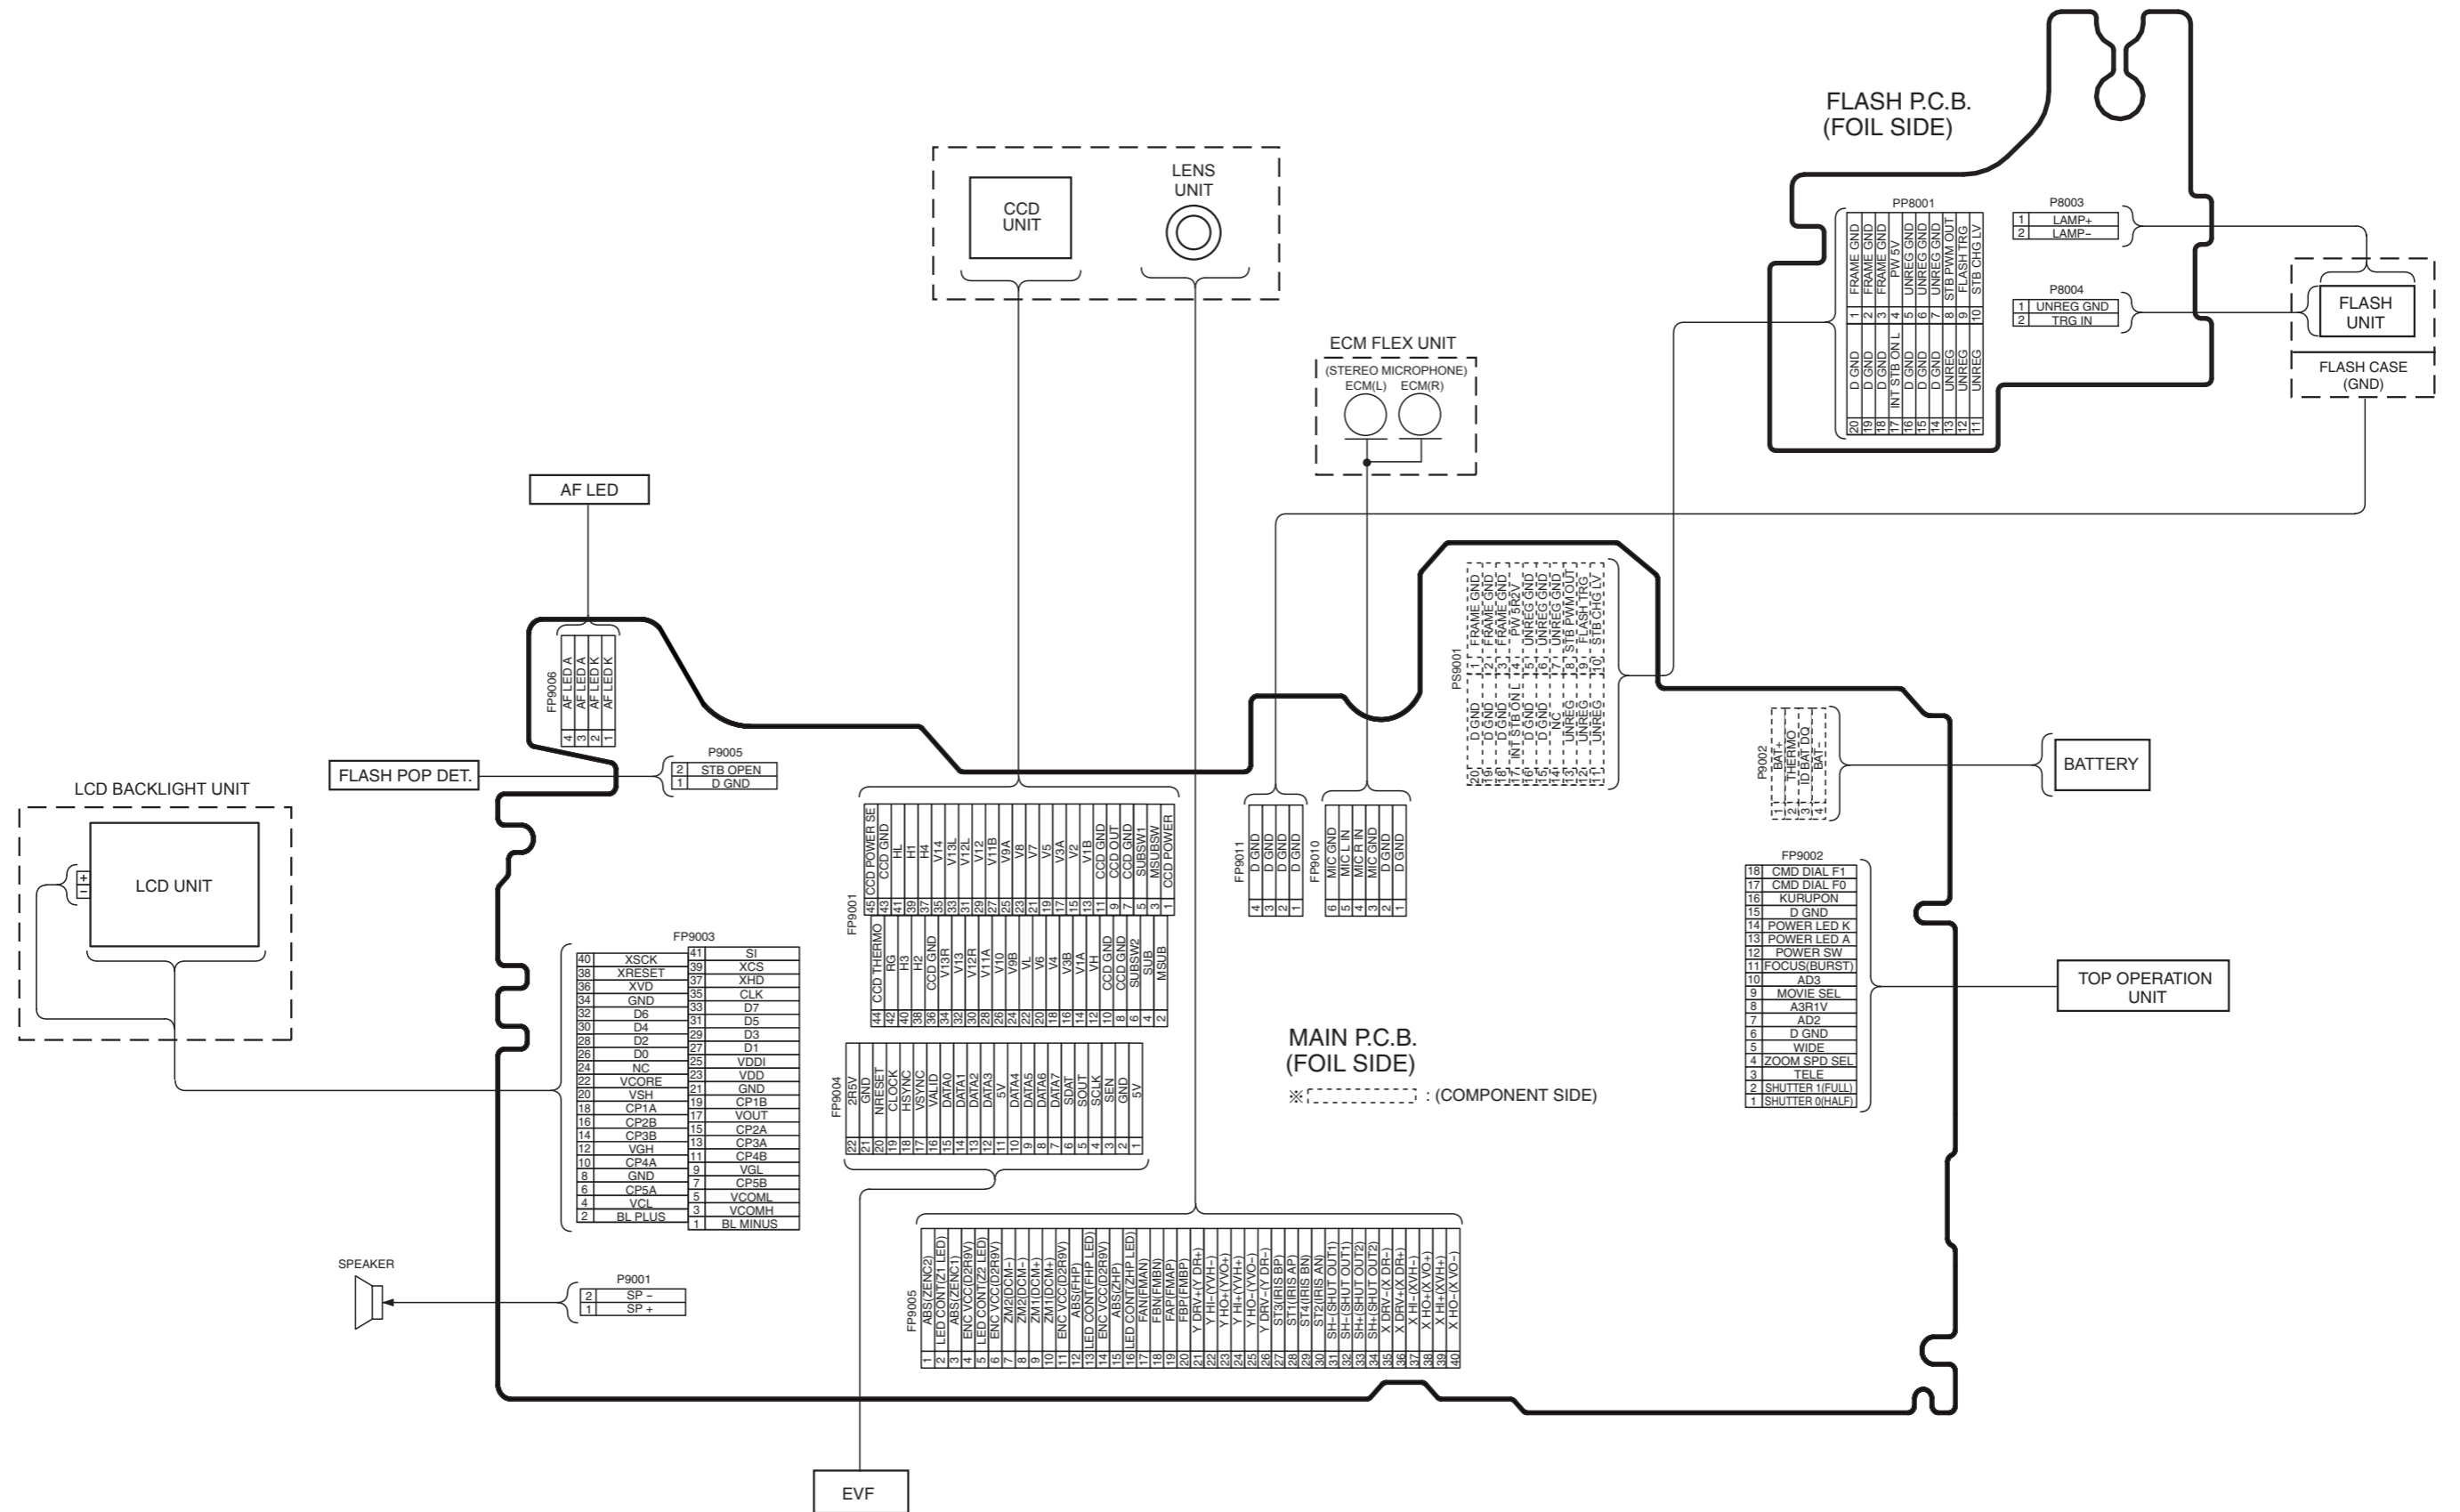 FLASH P.C.B.
(FOIL SIDE)
LENS
UNIT
CCD
UNIT
PP8001
1 FRAME GND
2 FRAME GND
3 FRAME GND
4 PW 5V
5 UNREG GND
6 UNREG GND
7 UNREG GND
8 STB PWM OUT
9 FLASH TRG
10 STB CHG LV
20 D GND
19 D GND
18 D GND
17 INT STB ON L
16 D GND
15 D GND
14 D GND
13 UNREG
12 UNREG
11 UNREG
P8003
1 LAMP+
2 LAMP−
P8004
1 UNREG GND
2 TRG IN
FLASH
UNIT
FLASH CASE
(GND)
ECM FLEX UNIT
(STEREO MICROPHONE)
ECM(L) ECM(R)
AF LED
FP9006
4 AF LED A
3 AF LED A
2 AF LED K
1 AF LED K
PS9001
1 FRAME GND
2 FRAME GND
3 FRAME GND
4 PW 5R2V
5 UNREG GND
6 UNREG GND
7 UNREG GND
8 STB PWM OUT
9 FLASH TRG
10 STB CHG LV
20 D GND
19 D GND
18 D GND
17 INT STB ON L
16 D GND
15 D GND
14 NC
13 UNREG
12 UNREG
11 UNREG
P9002
1 BAT+
2 THERMO
3 ID BAT DQ
4 BAT−
BATTERY
FLASH POP DET.
P9005
2 STB OPEN
1 D GND
LCD BACKLIGHT UNIT
LCD UNIT
+
−
FP9001
45 CCD POWER SE
43 CCD GND
41 HL
39 H1
37 H4
35 V14
33 V13L
31 V12L
29 V12
27 V11B
25 V9A
23 V8
21 V7
19 V5
17 V3A
15 V2
13 V1B
11 CCD GND
9 CCD OUT
7 CCD GND
5 SUBSW1
3 MSUBSW
1 CCD POWER
44 CCD THERMO
42 RG
40 H3
38 H2
36 CCD GND
34 V13R
32 V13
30 V12R
28 V11A
26 V10
24 V9B
22 VL
20 V6
18 V4
16 V3B
14 V1A
12 VH
10 CCD GND
8 CCD GND
6 SUBSW2
4 SUB
2 MSUB
FP9011
4 D GND
3 D GND
2 D GND
1 D GND
FP9010
6 MIC GND
5 MIC L IN
4 MIC R IN
3 MIC GND
2 D GND
1 D GND
FP9002
18 CMD DIAL F1
17 CMD DIAL F0
16 KURUPON
15 D GND
14 POWER LED K
13 POWER LED A
12 POWER SW
11 FOCUS(BURST)
10 AD3
9 MOVIE SEL
8 A3R1V
7 AD2
6 D GND
5 WIDE
4 ZOOM SPD SEL
3 TELE
2 SHUTTER 1(FULL)
1 SHUTTER 0(HALF)
TOP OPERATION
UNIT
FP9003
40 XSCK
38 XRESET
36 XVD
34 GND
32 D6
30 D4
28 D2
26 D0
24 NC
22 VCORE
20 VSH
18 CP1A
16 CP2B
14 CP3B
12 VGH
10 CP4A
8 GND
6 CP5A
4 VCL
2 BL PLUS
41 SI
39 XCS
37 XHD
35 CLK
33 D7
31 D5
29 D3
27 D1
25 VDDI
23 VDD
21 GND
19 CP1B
17 VOUT
15 CP2A
13 CP3A
11 CP4B
9 VGL
7 CP5B
5 VCOML
3 VCOMH
1 BL MINUS
FP9004
22 2R5V
21 GND
20 NRESET
19 CLOCK
18 HSYNC
17 VSYNC
16 VALID
15 DATA0
14 DATA1
13 DATA2
12 DATA3
11 5V
10 DATA4
9 DATA5
8 DATA6
7 DATA7
6 SDAT
5 SOUT
4 SCLK
3 SEN
2 GND
1 5V
MAIN P.C.B.
(FOIL SIDE)
※ : (COMPONENT SIDE)
SPEAKER
P9001
2 SP −
1 SP +
FP9005
1 ABS(ZENC2)
2 LED CONT(Z1 LED)
3 ABS(ZENC1)
4 ENC VCC(D2R9V)
5 LED CONT(Z2 LED)
6 ENC VCC(D2R9V)
7 ZM2(DCM−)
8 ZM2(DCM−)
9 ZM1(DCM+)
10 ZM1(DCM+)
11 ENC VCC(D2R9V)
12 ABS(FHP)
13 LED CONT(FHP LED)
14 ENC VCC(D2R9V)
15 ABS(ZHP)
16 LED CONT(ZHP LED)
17 FAN(FMAN)
18 FBN(FMBN)
19 FAP(FMAP)
20 FBP(FMBP)
21 Y DRV+(Y DR+)
22 Y HI−(YVH−)
23 Y HO+(YVO+)
24 Y HI+(YVH+)
25 Y HO−(YVO−)
26 Y DRV−(Y DR−)
27 ST3(IRIS BP)
28 ST1(IRIS AP)
29 ST4(IRIS BN)
30 ST2(IRIS AN)
31 SH−(SHUT OUT1)
32 SH−(SHUT OUT1)
33 SH+(SHUT OUT2)
34 SH+(SHUT OUT2)
35 X DRV−(X DR−)
36 X DRV+(X DR+)
37 X HI−(XVH−)
38 X HO+(X VO+)
39 X HI+(XVH+)
40 X HO−(X VO−)
EVF